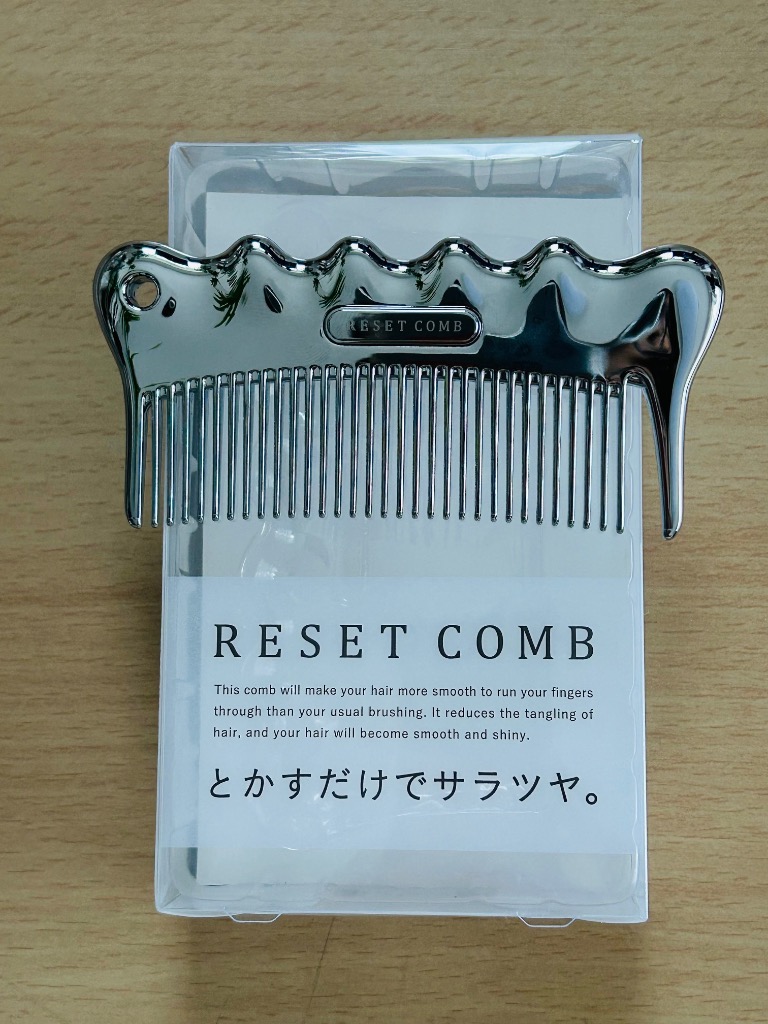 RESET COMB
RESET COMB
This comb will make your hair more smooth to run your fingers
through than your usual brushing. It reduces the tangling of
hair, and your hair will become smooth and shiny.
とかすだけでサラツヤ。